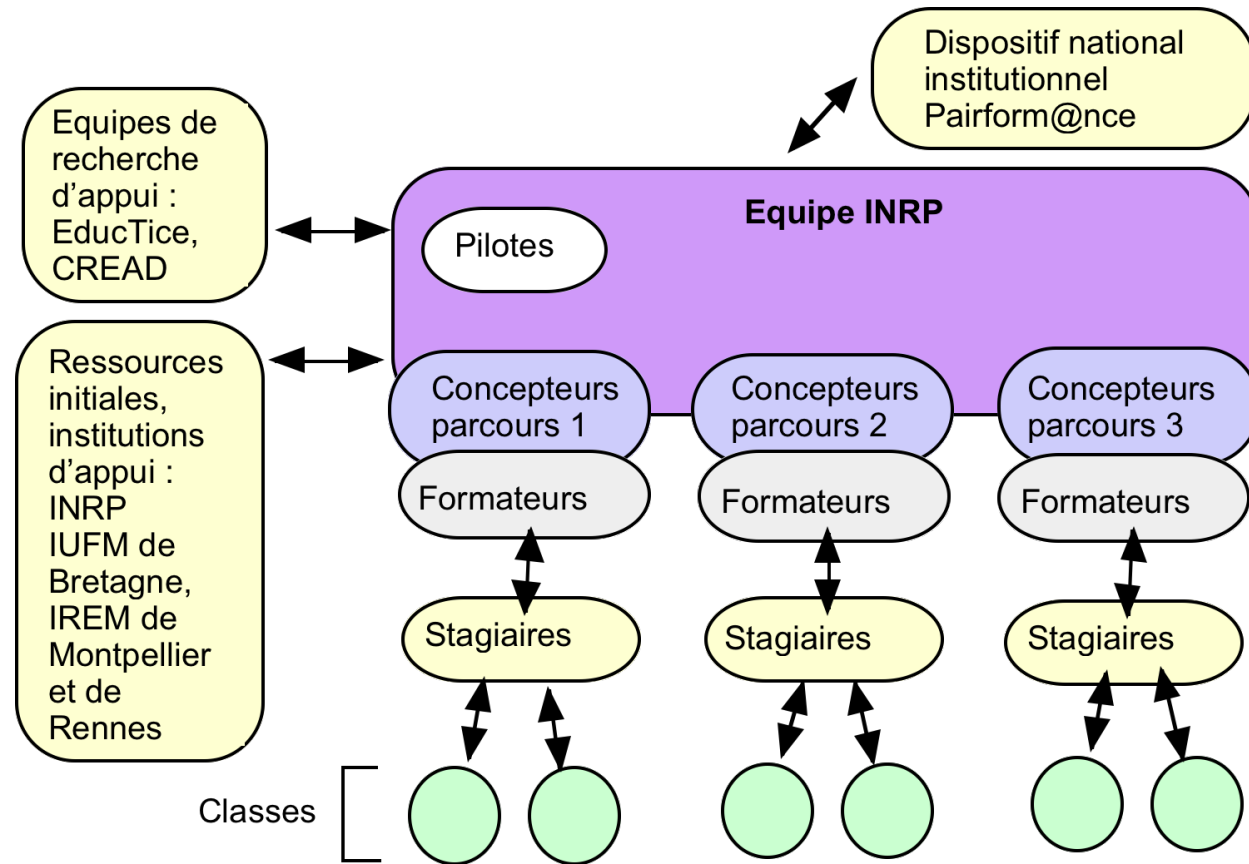 Dispositif national
institutionnel
Pairform@nce
Equipes de
recherche
d'appui :
EducTice,
CREAD
Equipe INRP
Pilotes
Ressources
initiales,
institutions
d'appui :
INRP
IUFM de
Bretagne,
IREM de
Montpellier
et de
Rennes
Concepteurs
parcours 1
Concepteurs
parcours 2
Concepteurs
parcours 3
Formateurs
Formateurs
Formateurs
Stagiaires
Stagiaires
Stagiaires
Classes